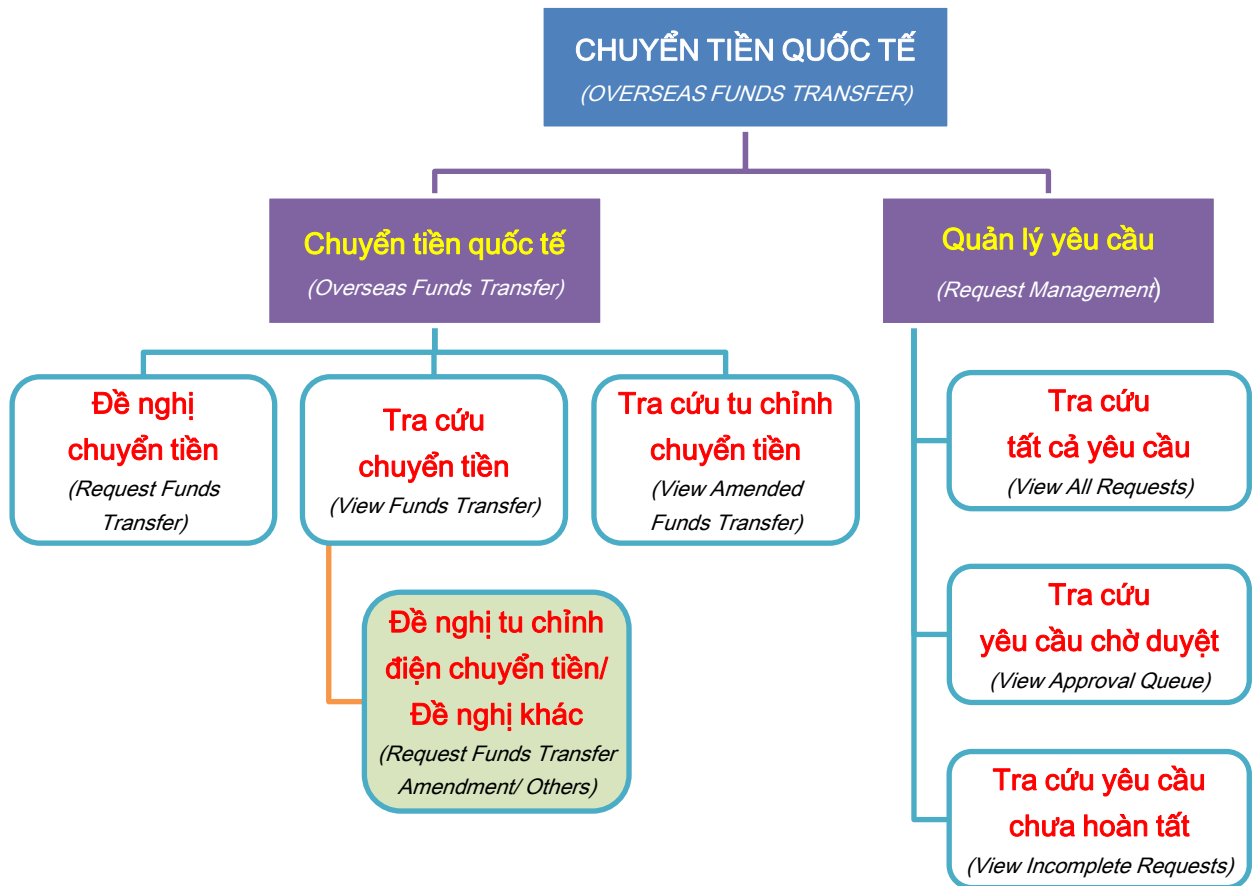 CHUYỂN TIỀN QUỐC TẾ
(OVERSEAS FUNDS TRANSFER)
Chuyển tiền quốc tế
(Overseas Funds Transfer)
Quản lý yêu cầu
(Request Management)
Đề nghị
chuyển tiền
(Request Funds
Transfer)
Tra cứu
chuyển tiền
(View Funds Transfer)
Tra cứu tu chỉnh
chuyển tiền
(View Amended
Funds Transfer)
Đề nghị tu chỉnh
điện chuyển tiền/
Đề nghị khác
(Request Funds Transfer
Amendment/ Others)
Tra cứu
tất cả yêu cầu
(View All Requests)
Tra cứu
yêu cầu chờ duyệt
(View Approval Queue)
Tra cứu yêu cầu
chưa hoàn tất
(View Incomplete Requests)